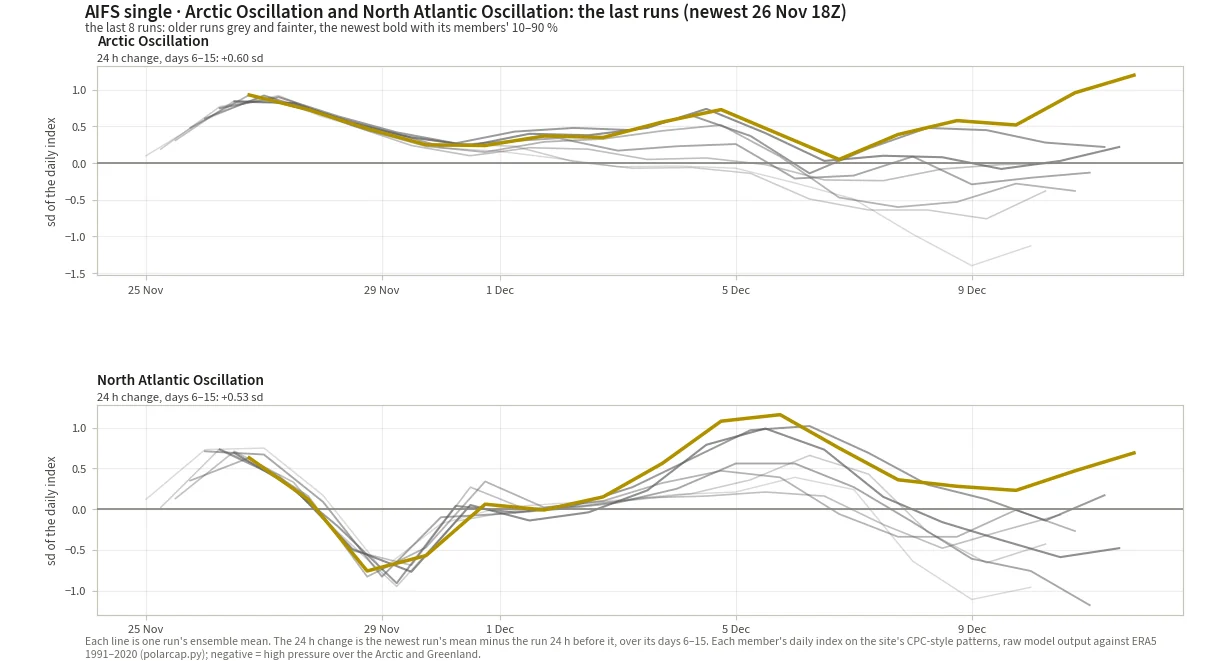 AIFS single · Arctic Oscillation and North Atlantic Oscillation: the last runs (newest 26 Nov 18Z)
the last 8 runs: older runs grey and fainter, the newest bold with its members' 10–90 %
Arctic Oscillation
24 h change, days 6–15: +0.60 sd
sd of the daily index
1.0
0.5
0.0
−0.5
−1.0
−1.5
25 Nov 29 Nov 1 Dec 5 Dec 9 Dec
North Atlantic Oscillation
24 h change, days 6–15: +0.53 sd
sd of the daily index
1.0
0.5
0.0
−0.5
−1.0
25 Nov 29 Nov 1 Dec 5 Dec 9 Dec
Each line is one run's ensemble mean. The 24 h change is the newest run's mean minus the run 24 h before it, over its days 6–15. Each member's daily index on the site's CPC-style patterns, raw model output against ERA5
1991–2020 (polarcap.py); negative = high pressure over the Arctic and Greenland.